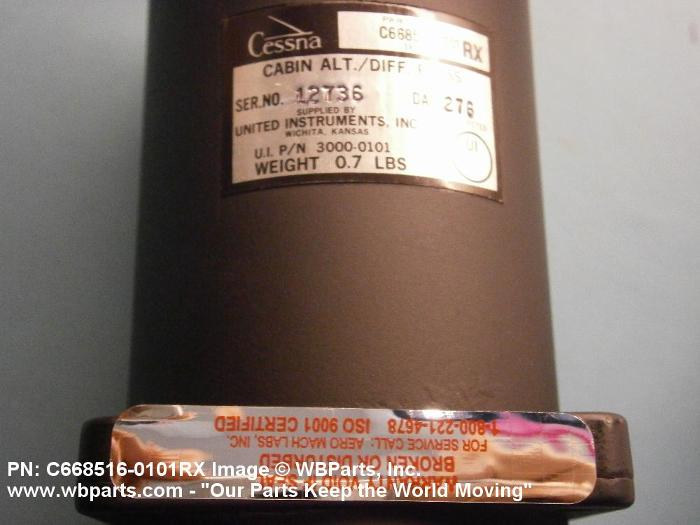 Cessna
RX
CABIN ALT./DIFF.
SER.NO. 12736
276
SUPPLIED BY
UNITED INSTRUMENTS, INC
WICHITA, KANSAS
U.I. P/N 3000-0101
UI
WEIGHT 0.7 LBS
1-800-221-4678 ISO 9001 CERTIFIED
FOR SERVICE CALL: AERO MACH LABS, INC.
BROKEN OR DISTORBED
PN: C668516-0101RX Image © WBParts, Inc.
www.wbparts.com - "Our Parts Keep the World Moving"